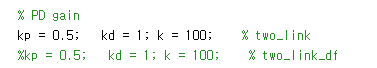 % PD gain
kp = 0.5;   kd = 1; k = 100;    % two_link
%kp = 0.5;   kd = 1; k = 100;    % two_link_df